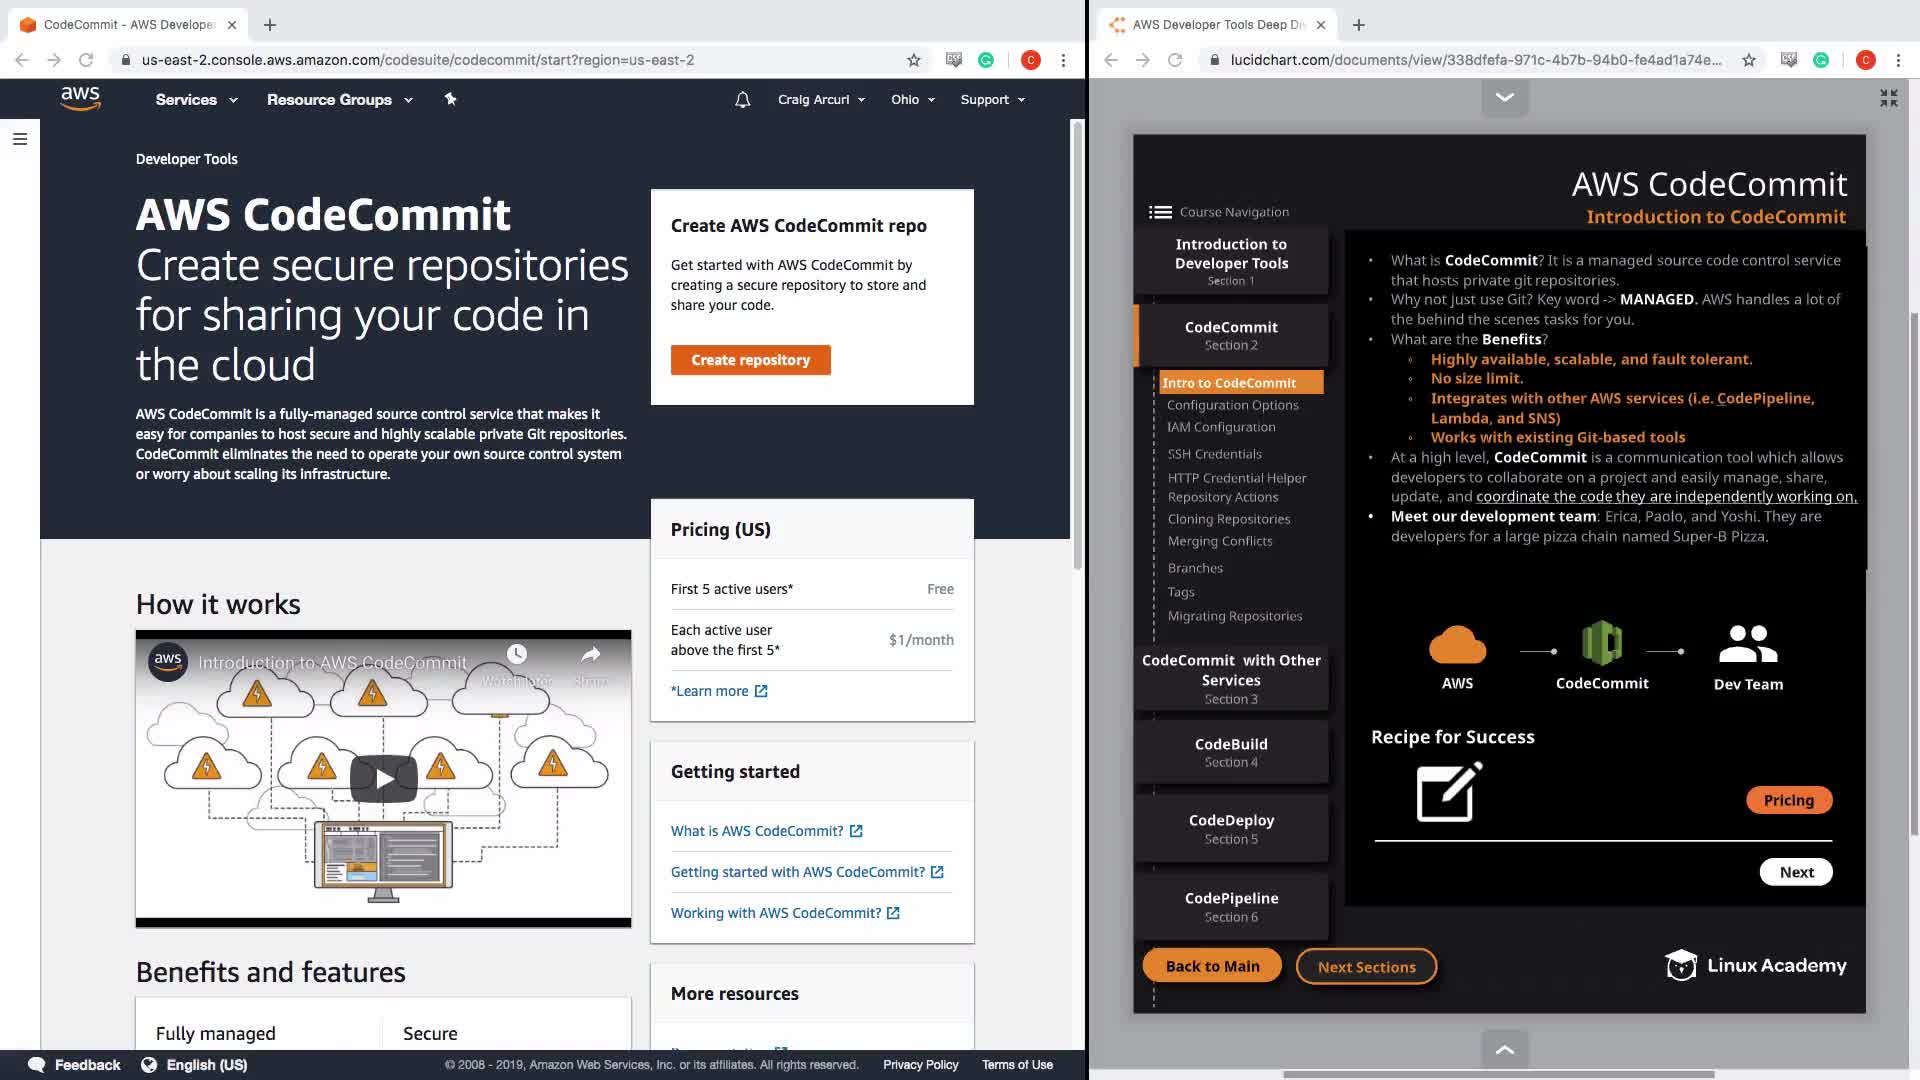 CodeCommit - AWS Develope
us-east-2.console.aws.amazon.com/codesuite/codecommit/start?region=us-east-2
C
aws
Services
Resource Groups
Craig Arcuri
Ohio
Support
Developer Tools
AWS CodeCommit
Create secure repositories
for sharing your code in
the cloud
AWS CodeCommit is a fully-managed source control service that makes it
easy for companies to host secure and highly scalable private Git repositories.
CodeCommit eliminates the need to operate your own source control system
or worry about scaling its infrastructure.
Create AWS CodeCommit repo
Get started with AWS CodeCommit by
creating a secure repository to store and
share your code.
Create repository
Pricing (US)
First 5 active users*
Free
Each active user
above the first 5*
$1/month
*Learn more
How it works
aws
Introduction to AWS CodeCommit
Watch later
Share
Getting started
What is AWS CodeCommit?
Getting started with AWS CodeCommit?
Working with AWS CodeCommit?
Benefits and features
Fully managed
Secure
More resources
Feedback
English (US)
© 2008 - 2019, Amazon Web Services, Inc. or its affiliates. All rights reserved.
Privacy Policy
Terms of Use
AWS Developer Tools Deep Di
lucidchart.com/documents/view/338dfefa-971c-4b7b-94b0-fe4ad1a74e...
C
AWS CodeCommit
Introduction to CodeCommit
Course Navigation
Introduction to
Developer Tools
Section 1
CodeCommit
Section 2
Intro to CodeCommit
Configuration Options
IAM Configuration
SSH Credentials
HTTP Credential Helper
Repository Actions
Cloning Repositories
Merging Conflicts
Branches
Tags
Migrating Repositories
CodeCommit with Other
Services
Section 3
CodeBuild
Section 4
CodeDeploy
Section 5
CodePipeline
Section 6
Back to Main
Next Sections
• What is CodeCommit? It is a managed source code control service
that hosts private git repositories.
• Why not just use Git? Key word -> MANAGED. AWS handles a lot of
the behind the scenes tasks for you.
• What are the Benefits?
◦ Highly available, scalable, and fault tolerant.
◦ No size limit.
◦ Integrates with other AWS services (i.e. CodePipeline,
Lambda, and SNS)
◦ Works with existing Git-based tools
• At a high level, CodeCommit is a communication tool which allows
developers to collaborate on a project and easily manage, share,
update, and coordinate the code they are independently working on.
• Meet our development team: Erica, Paolo, and Yoshi. They are
developers for a large pizza chain named Super-B Pizza.
AWS
CodeCommit
Dev Team
Recipe for Success
Pricing
Next
Linux Academy